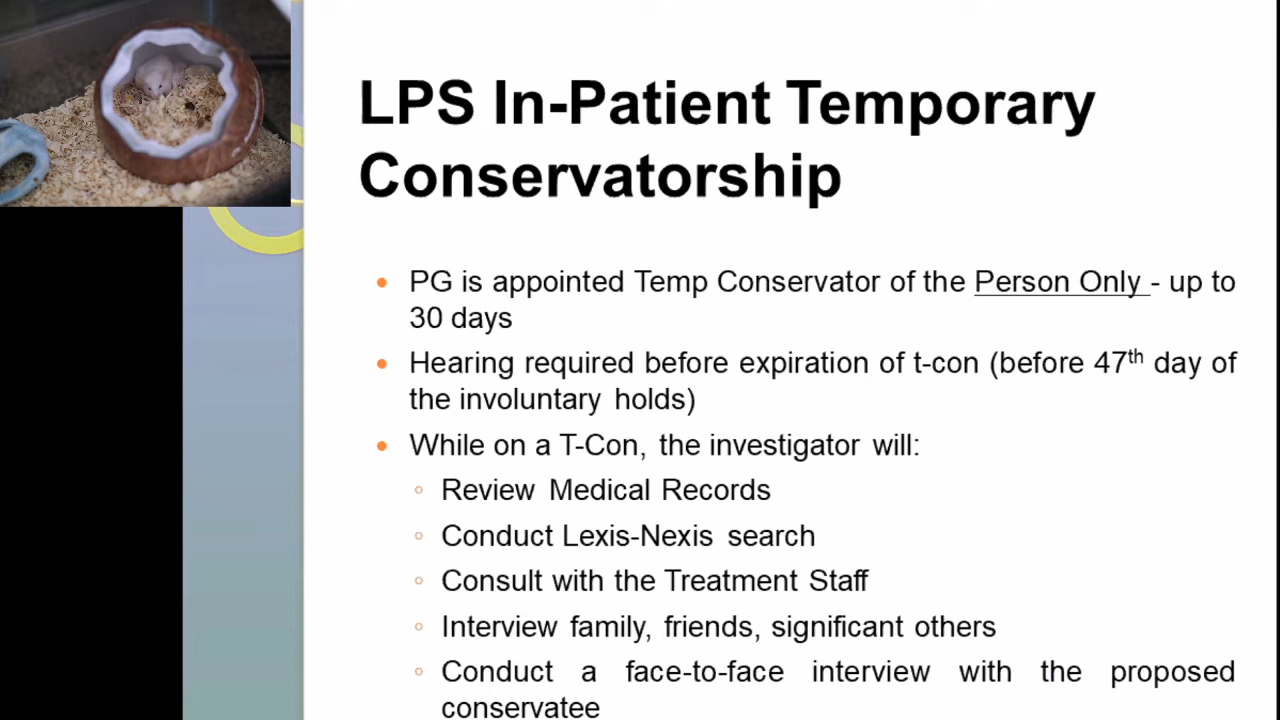 LPS In-Patient Temporary
Conservatorship
• PG is appointed Temp Conservator of the Person Only - up to
30 days
• Hearing required before expiration of t-con (before 47th day of
the involuntary holds)
• While on a T-Con, the investigator will:
◦ Review Medical Records
◦ Conduct Lexis-Nexis search
◦ Consult with the Treatment Staff
◦ Interview family, friends, significant others
◦ Conduct a face-to-face interview with the proposed
conservatee